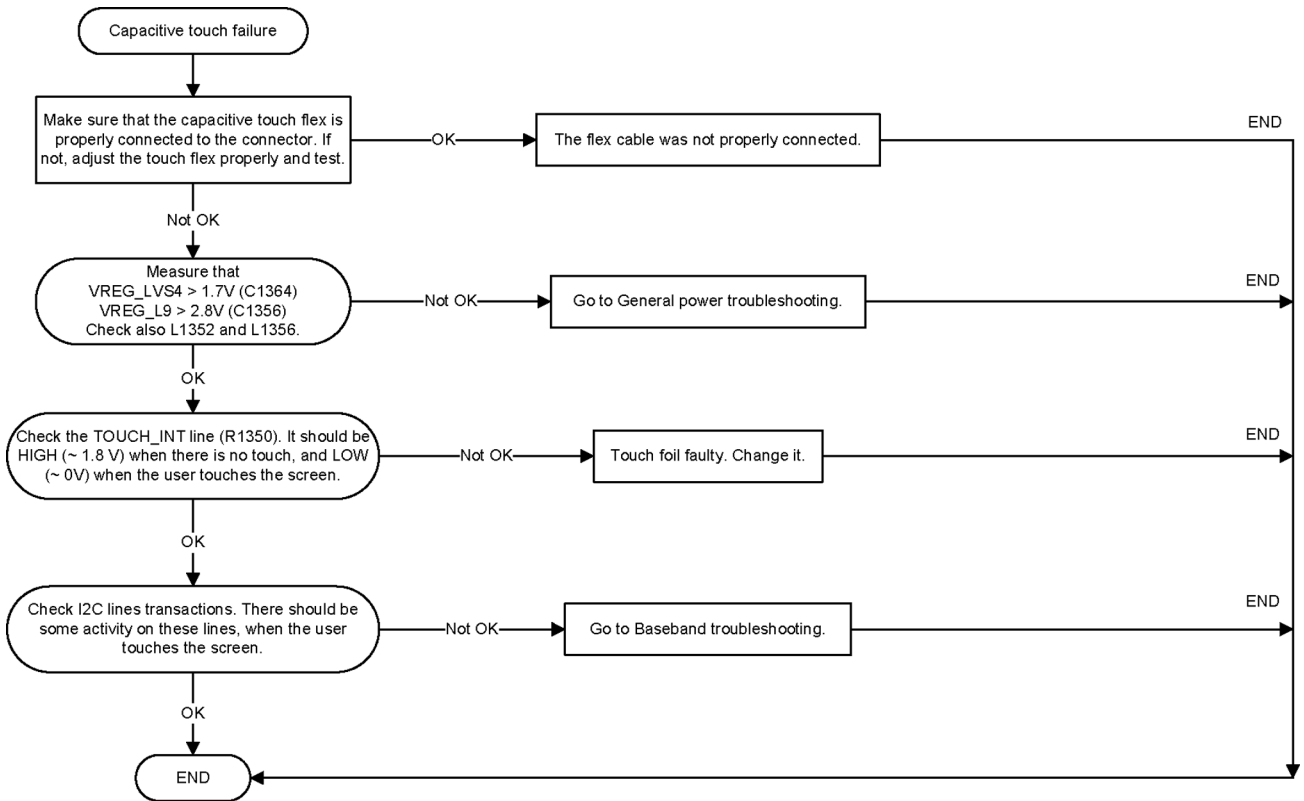 Capacitive touch failure
Make sure that the capacitive touch flex is
properly connected to the connector. If
not, adjust the touch flex properly and test.
OK
The flex cable was not properly connected.
END
Not OK
Measure that
VREG_LVS4 > 1.7V (C1364)
VREG_L9 > 2.8V (C1356)
Check also L1352 and L1356.
Not OK
Go to General power troubleshooting.
END
OK
Check the TOUCH_INT line (R1350). It should be
HIGH (~ 1.8 V) when there is no touch, and LOW
(~ 0V) when the user touches the screen.
Not OK
Touch foil faulty. Change it.
END
OK
Check I2C lines transactions. There should be
some activity on these lines, when the user
touches the screen.
Not OK
Go to Baseband troubleshooting.
END
OK
END